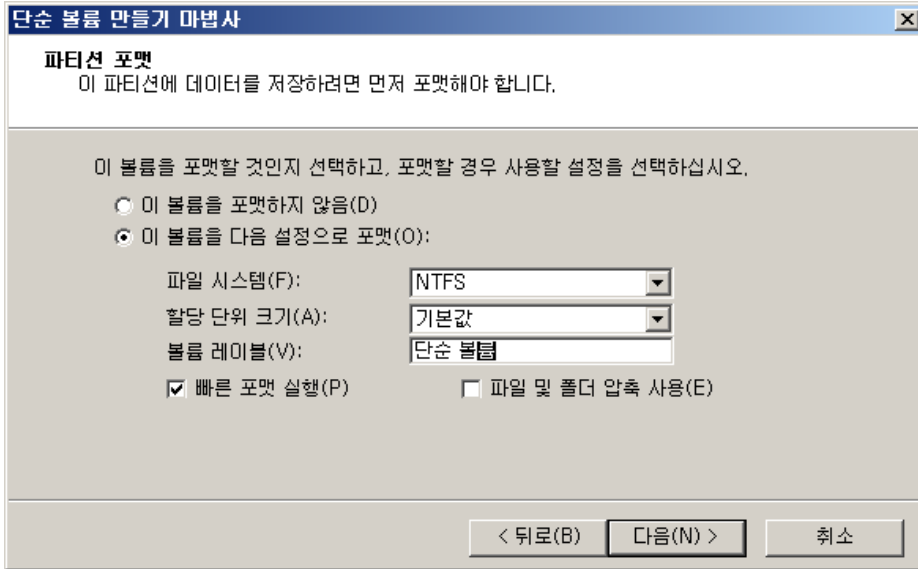 단순 볼륨 만들기 마법사
파티션 포맷
이 파티션에 데이터를 저장하려면 먼저 포맷해야 합니다.
이 볼륨을 포맷할 것인지 선택하고, 포맷할 경우 사용할 설정을 선택하십시오.
이 볼륨을 포맷하지 않음(D)
이 볼륨을 다음 설정으로 포맷(O):
파일 시스템(F): NTFS
할당 단위 크기(A): 기본값
볼륨 레이블(V): 단순 볼륨
빠른 포맷 실행(P) 파일 및 폴더 압축 사용(E)
< 뒤로(B) 다음(N) > 취소